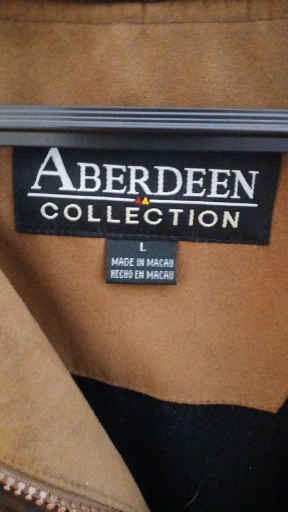 ABERDEEN
COLLECTION
L
MADE IN MACAU
HECHO EN MACAU